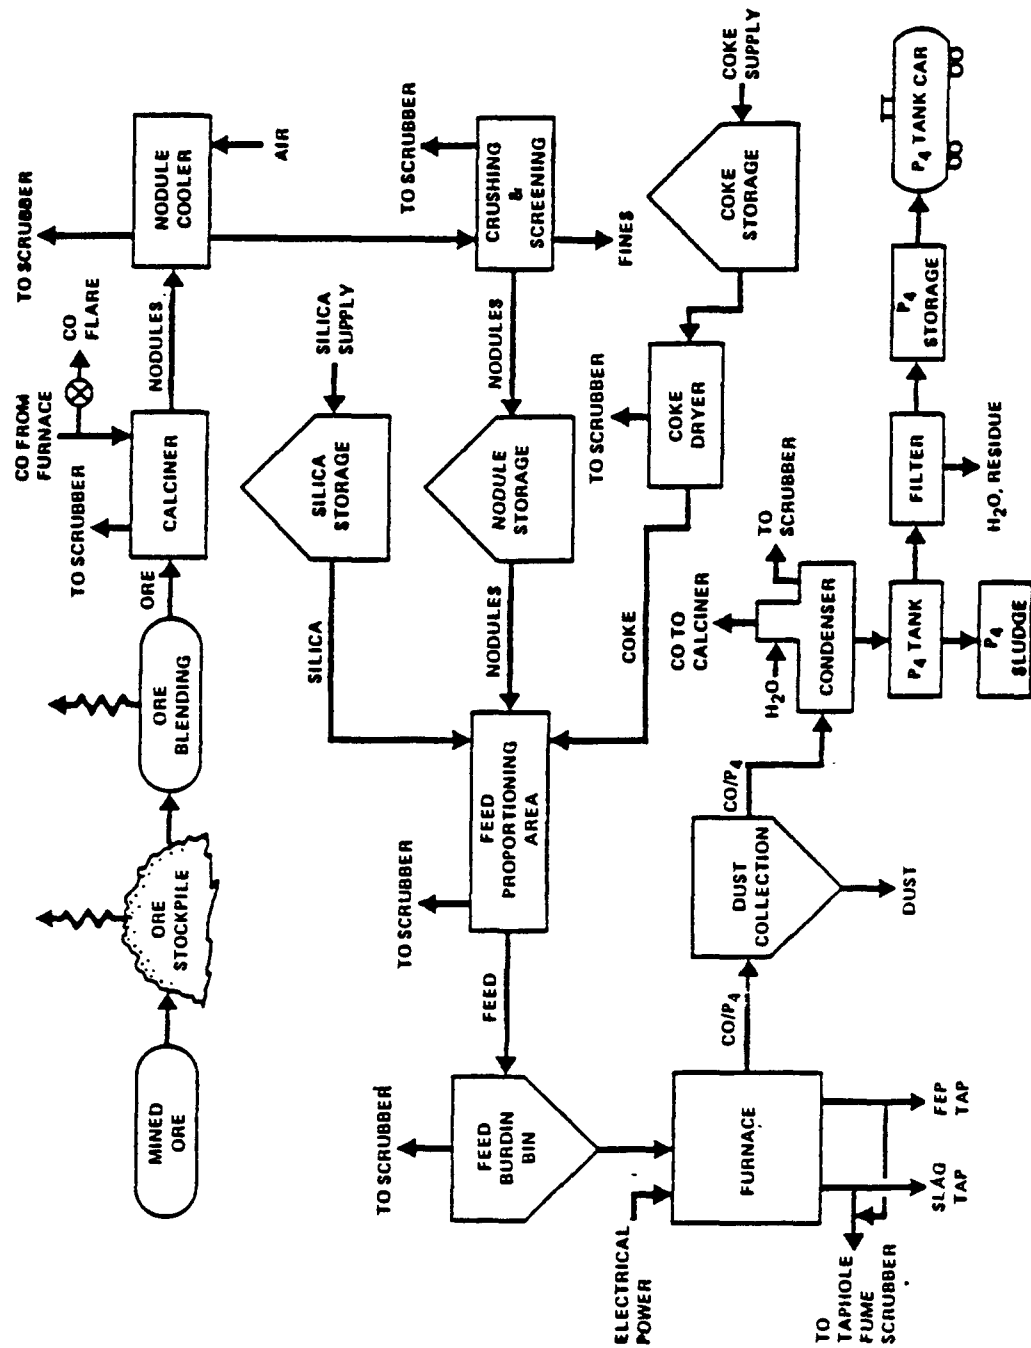 MINED
ORE
ORE
STOCKPILE
ORE
BLENDING
ORE
TO SCRUBBER
CO FROM
FURNACE
CO
FLARE
CALCINER
NODULES
TO SCRUBBER
NODULE
COOLER
AIR
SILICA
SILICA
STORAGE
SILICA
SUPPLY
TO SCRUBBER
TO SCRUBBER
FEED
BURDIN
BIN
FEED
TO SCRUBBER
FEED
PROPORTIONING
AREA
NODULES
NODULE
STORAGE
NODULES
CRUSHING
&
SCREENING
FINES
COKE
TO SCRUBBER
COKE
DRYER
COKE
STORAGE
COKE
SUPPLY
ELECTRICAL
POWER
FURNACE
TO
TAPHOLE
FUME
SCRUBBER
SLAG
TAP
FEP
TAP
CO/P4
DUST
COLLECTION
DUST
CO/P4
CO TO
CALCINER
H2O
TO
SCRUBBER
CONDENSER
P4 TANK
P4
SLUDGE
FILTER
H2O, RESIDUE
P4
STORAGE
P4 TANK CAR